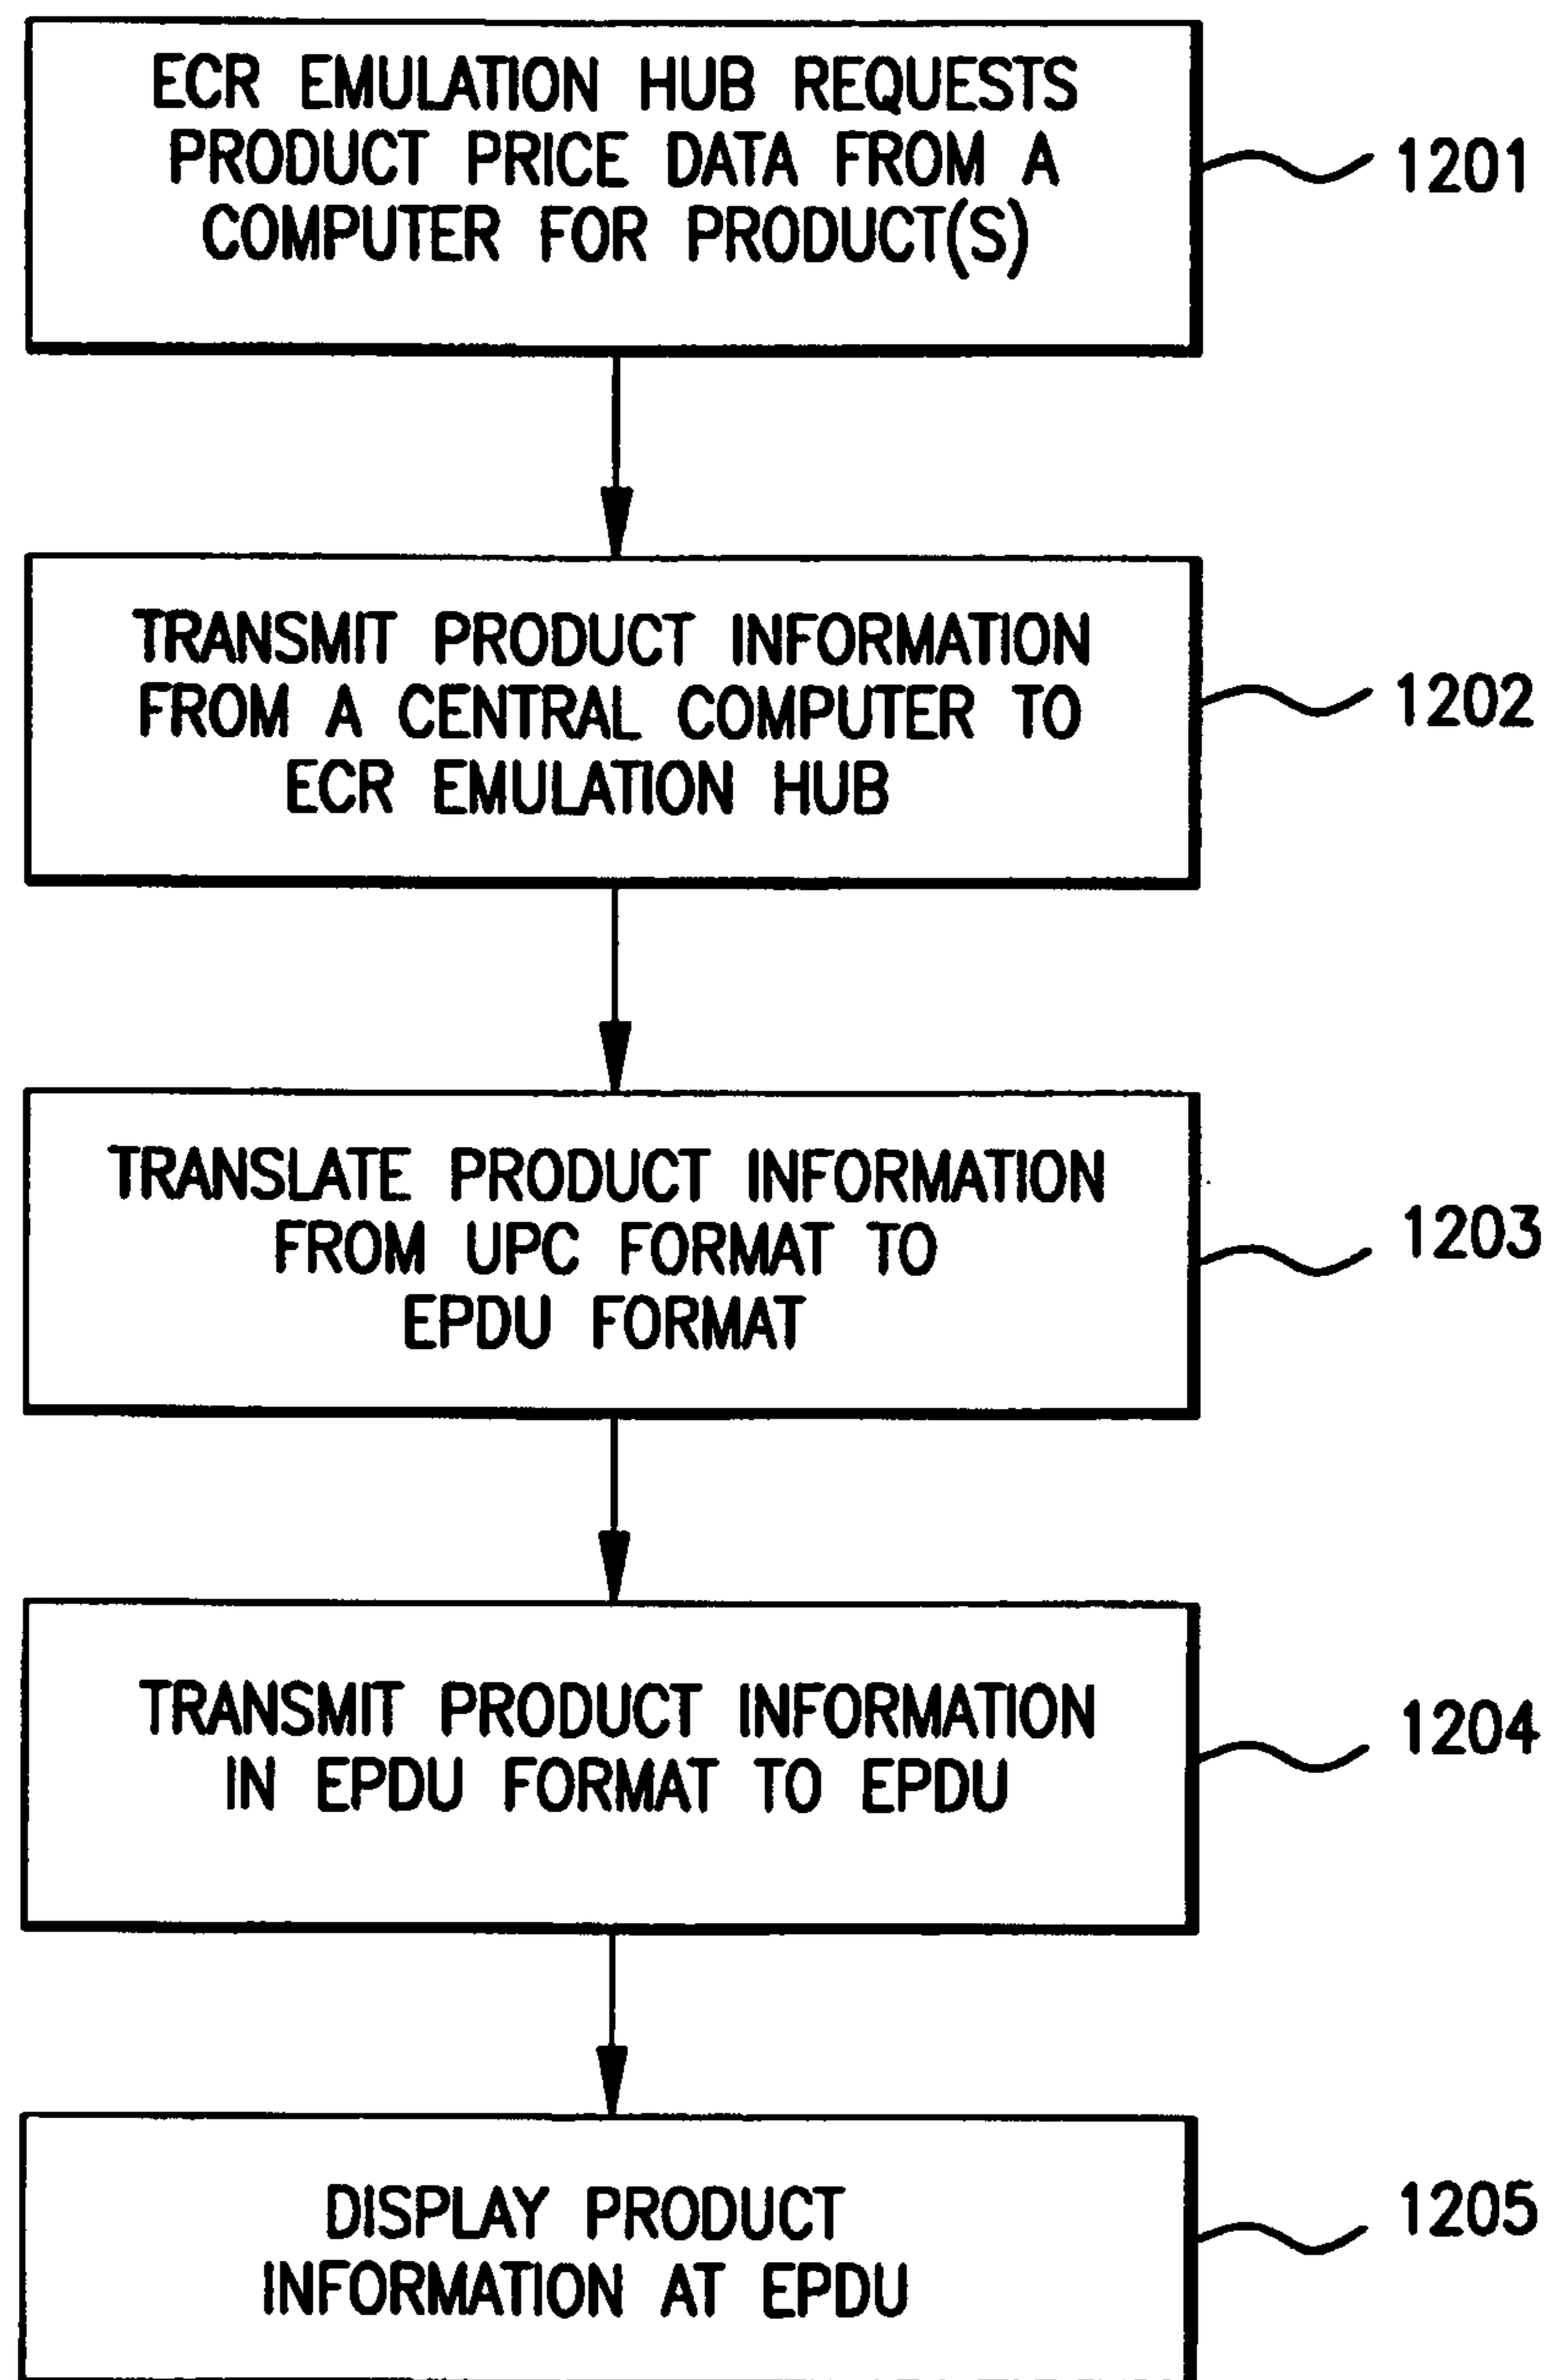 ECR EMULATION HUB REQUESTS
PRODUCT PRICE DATA FROM A
COMPUTER FOR PRODUCT(S)
1201
TRANSMIT PRODUCT INFORMATION
FROM A CENTRAL COMPUTER TO
ECR EMULATION HUB
1202
TRANSLATE PRODUCT INFORMATION
FROM UPC FORMAT TO
EPDU FORMAT
1203
TRANSMIT PRODUCT INFORMATION
IN EPDU FORMAT TO EPDU
1204
DISPLAY PRODUCT
INFORMATION AT EPDU
1205